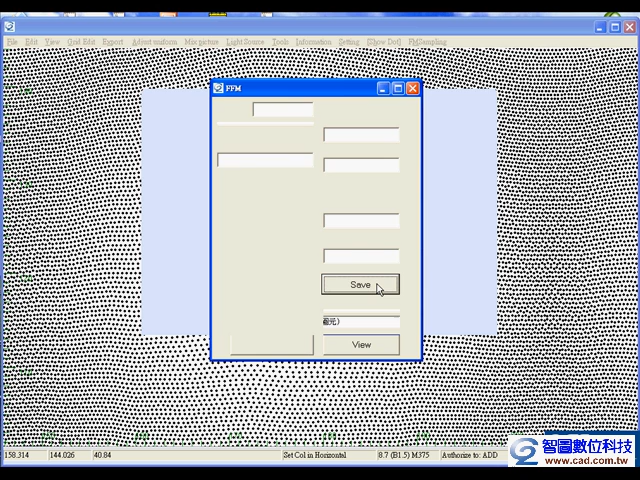 File Edit View Grid Edit Export Adjust uniform Mix picture Light Source Tools Information Setting [Show Dot] FMSampling
FFM
Save
View
158.314 144.026 40.84 Set Col in Horizontal 8.7 (B1.5) M375 Authorize to: ADD
智圖數位科技
www.cad.com.tw